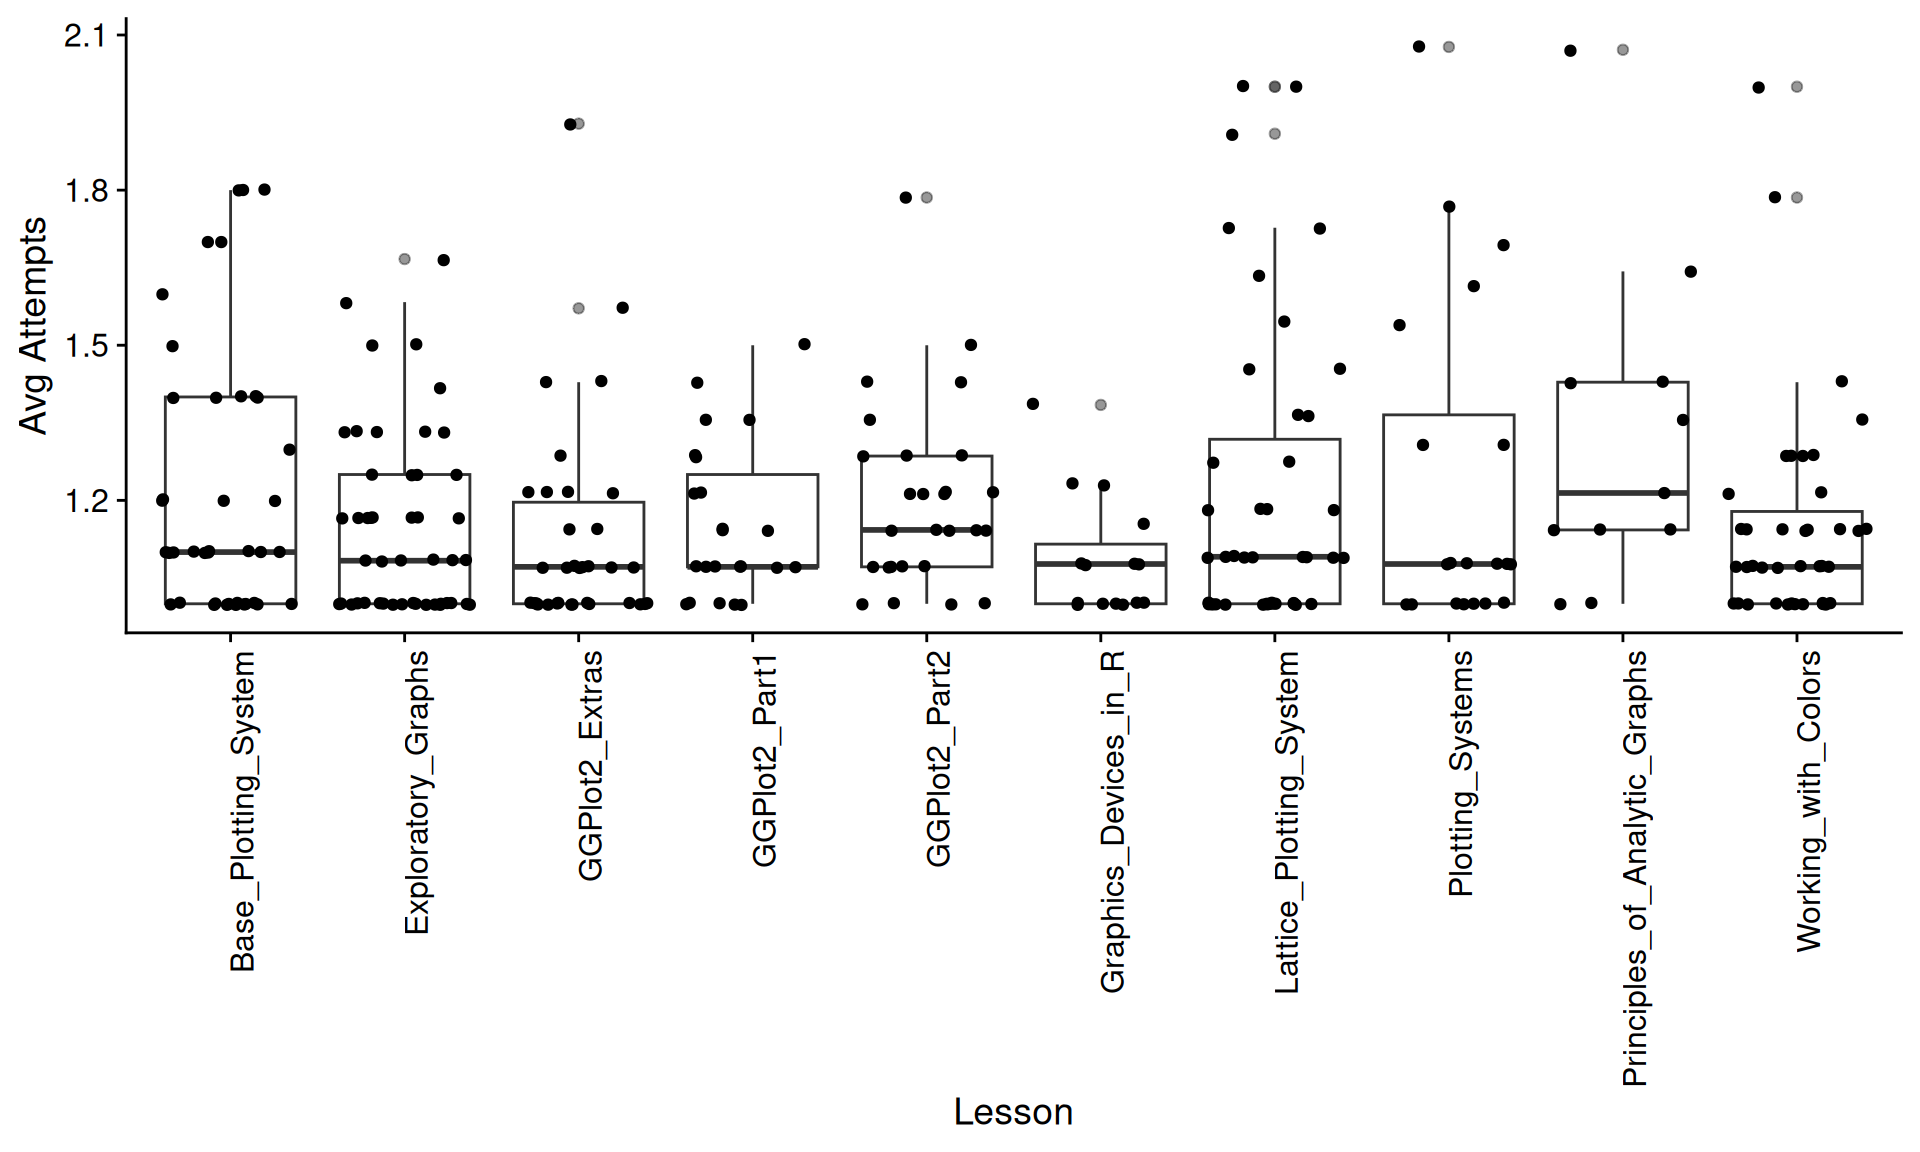 2.1
1.8
1.5
1.2
Avg Attempts
Base_Plotting_System
Exploratory_Graphs
GGPlot2_Extras
GGPlot2_Part1
GGPlot2_Part2
Graphics_Devices_in_R
Lattice_Plotting_System
Plotting_Systems
Principles_of_Analytic_Graphs
Working_with_Colors
Lesson